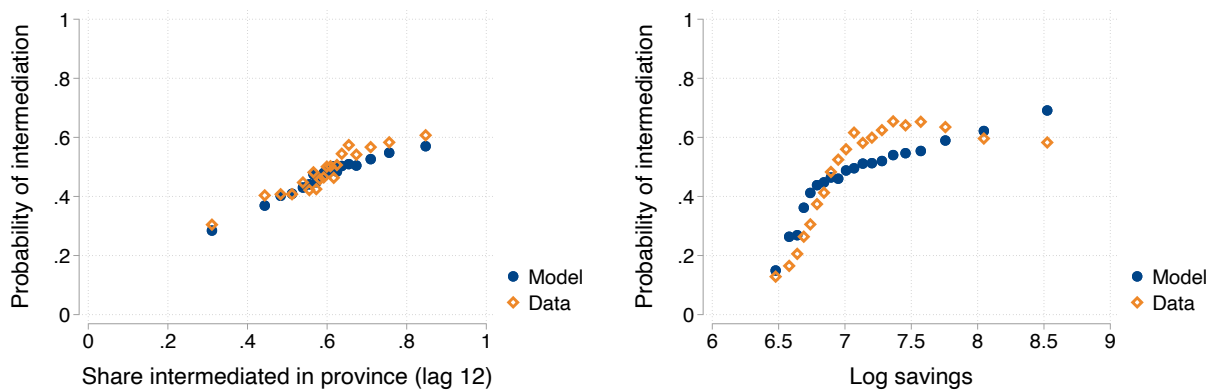 Probability of intermediation
1
.8
.6
.4
.2
0
0 .2 .4 .6 .8 1
Share intermediated in province (lag 12)
Model
Data
Probability of intermediation
1
.8
.6
.4
.2
0
6 6.5 7 7.5 8 8.5 9
Log savings
Model
Data